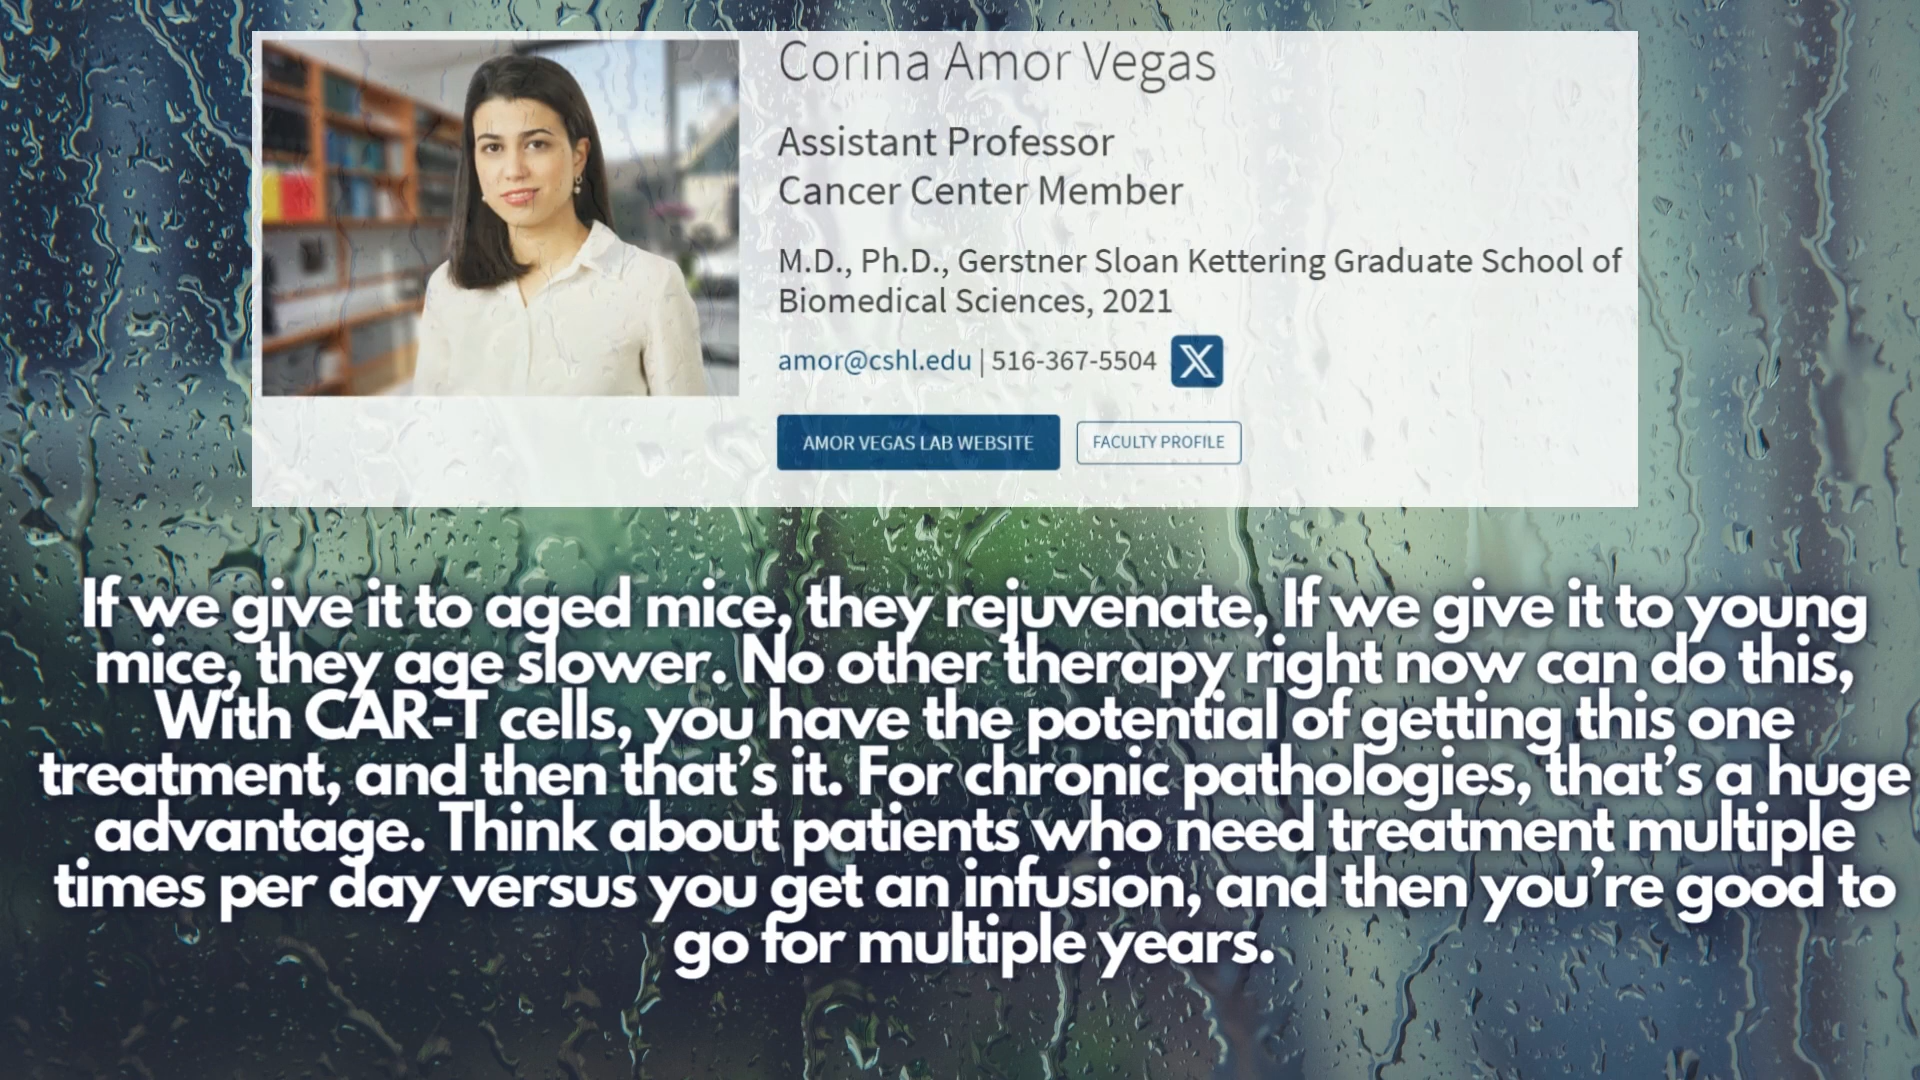 Corina Amor Vegas
Assistant Professor
Cancer Center Member
M.D., Ph.D., Gerstner Sloan Kettering Graduate School of
Biomedical Sciences, 2021
amor@cshl.edu | 516-367-5504 X
AMOR VEGAS LAB WEBSITE FACULTY PROFILE
If we give it to aged mice, they rejuvenate, If we give it to young
mice, they age slower. No other therapy right now can do this,
With CAR-T cells, you have the potential of getting this one
treatment, and then that’s it. For chronic pathologies, that’s a huge
advantage. Think about patients who need treatment multiple
times per day versus you get an infusion, and then you’re good to
go for multiple years.